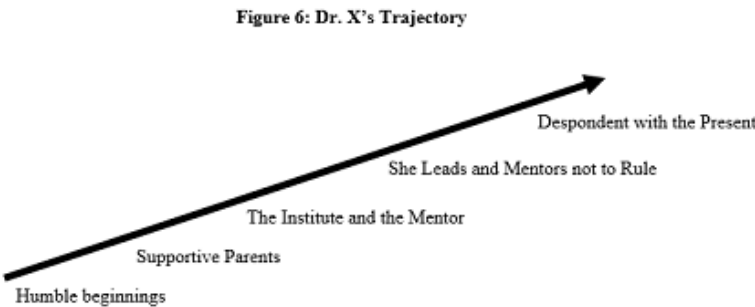 Figure 6: Dr. X's Trajectory
Despondent with the Present
She Leads and Mentors not to Rule
The Institute and the Mentor
Supportive Parents
Humble beginnings